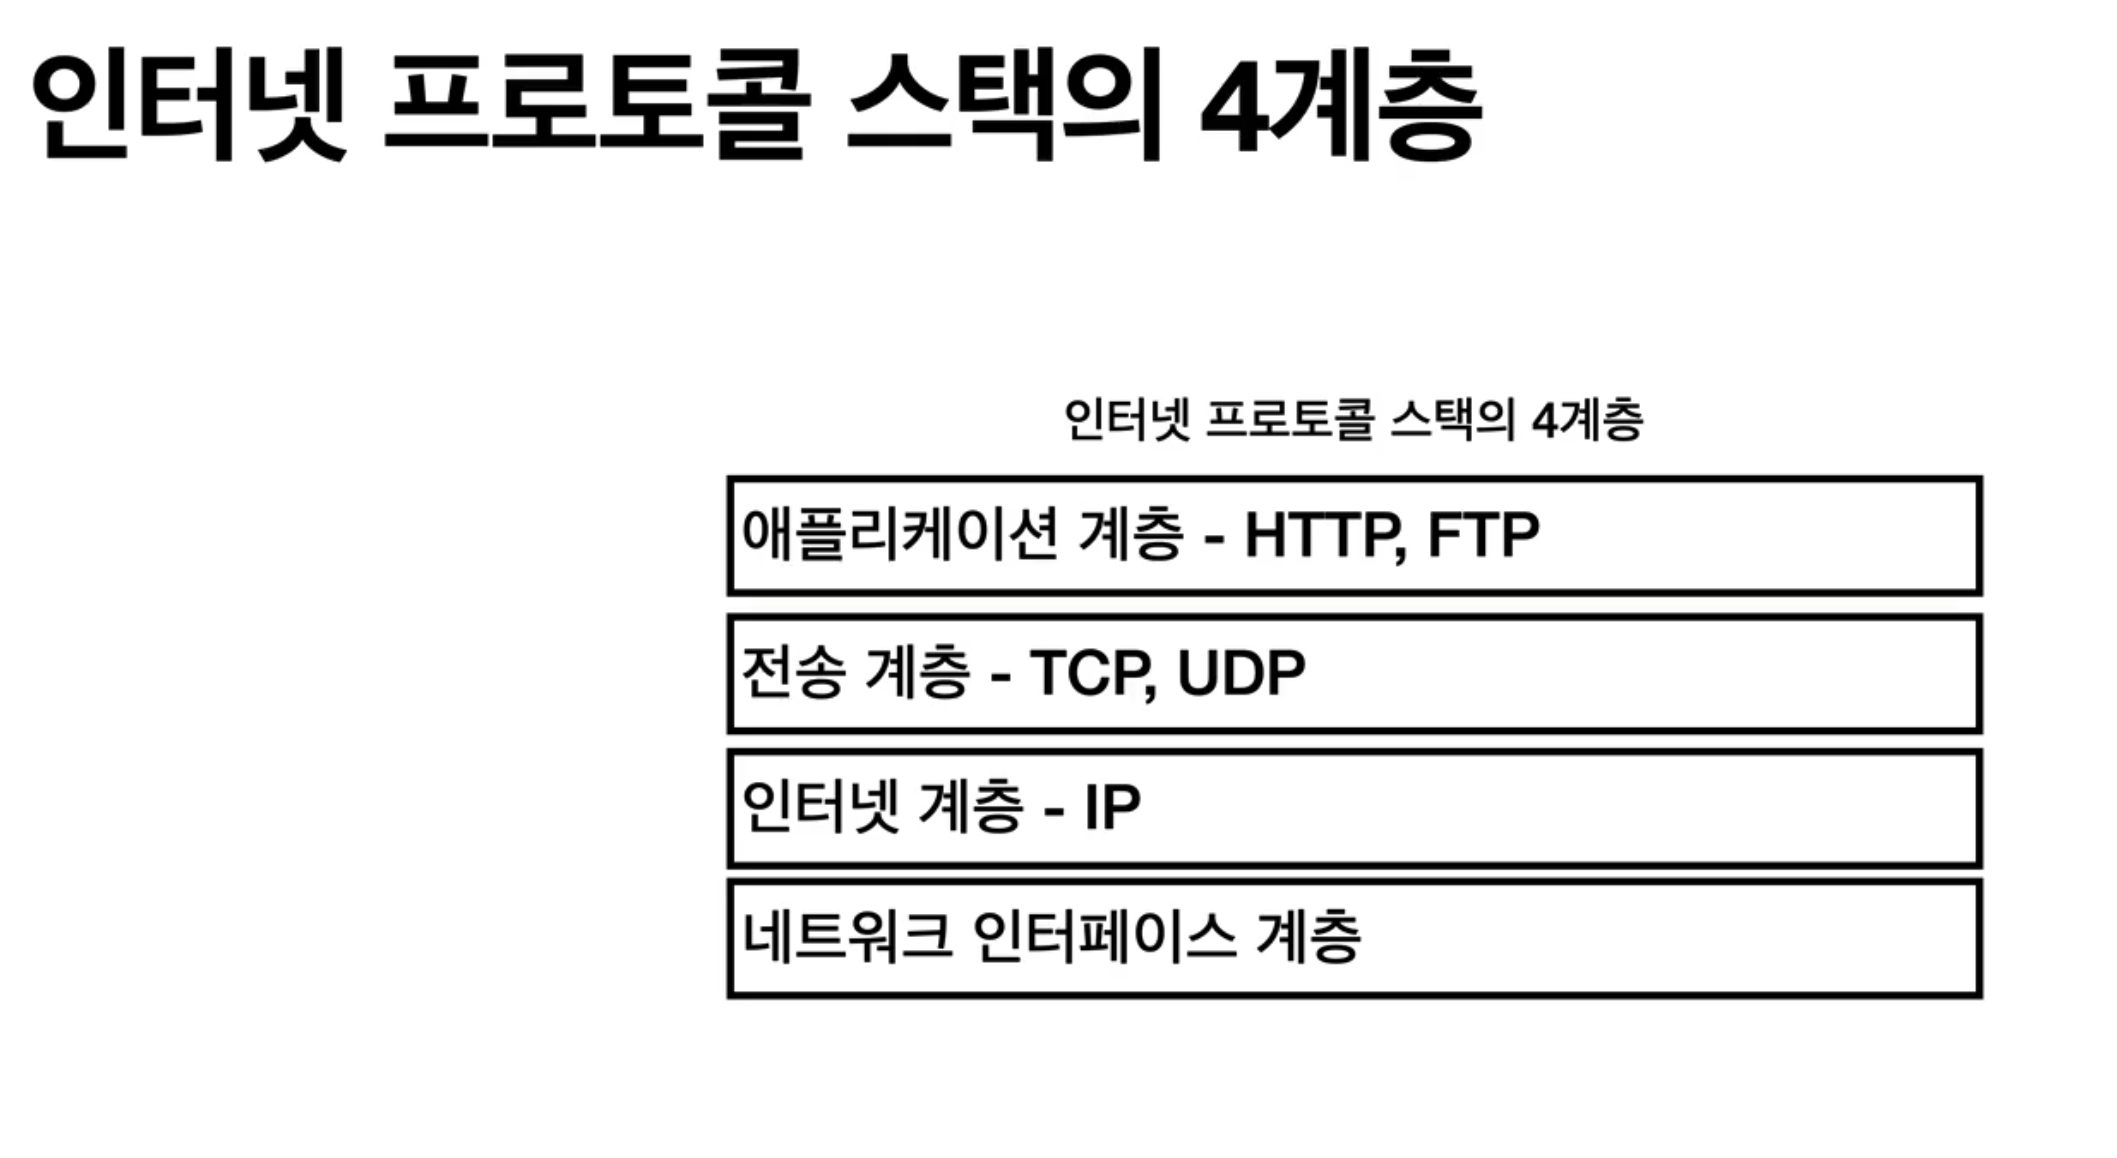 인터넷 프로토콜 스택의 4계층
인터넷 프로토콜 스택의 4계층
애플리케이션 계층 - HTTP, FTP
전송 계층 - TCP, UDP
인터넷 계층 - IP
네트워크 인터페이스 계층